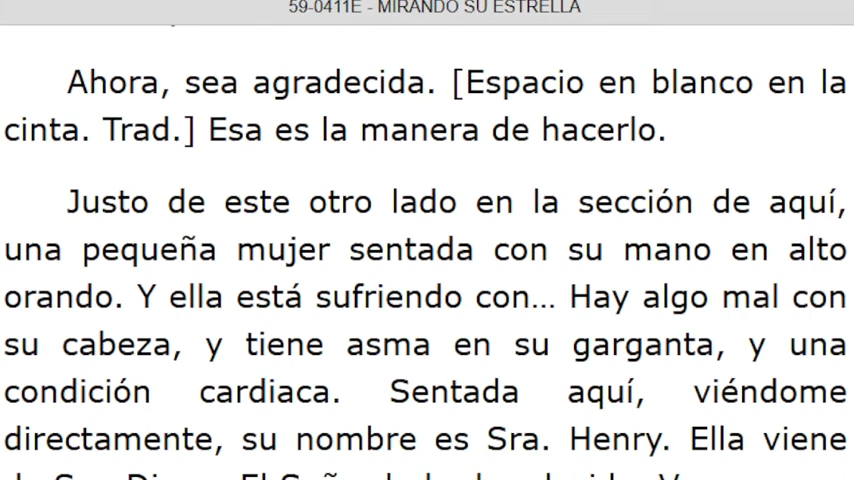 59-0411E - MIRANDO SU ESTRELLA
Ahora, sea agradecida. [Espacio en blanco en la
cinta. Trad.] Esa es la manera de hacerlo.
Justo de este otro lado en la sección de aquí,
una pequeña mujer sentada con su mano en alto
orando. Y ella está sufriendo con... Hay algo mal con
su cabeza, y tiene asma en su garganta, y una
condición cardiaca. Sentada aquí, viéndome
directamente, su nombre es Sra. Henry. Ella viene